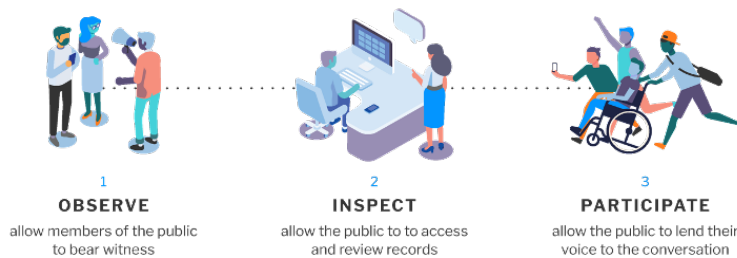 1
OBSERVE
allow members of the public
to bear witness
2
INSPECT
allow the public to to access
and review records
3
PARTICIPATE
allow the public to lend their
voice to the conversation